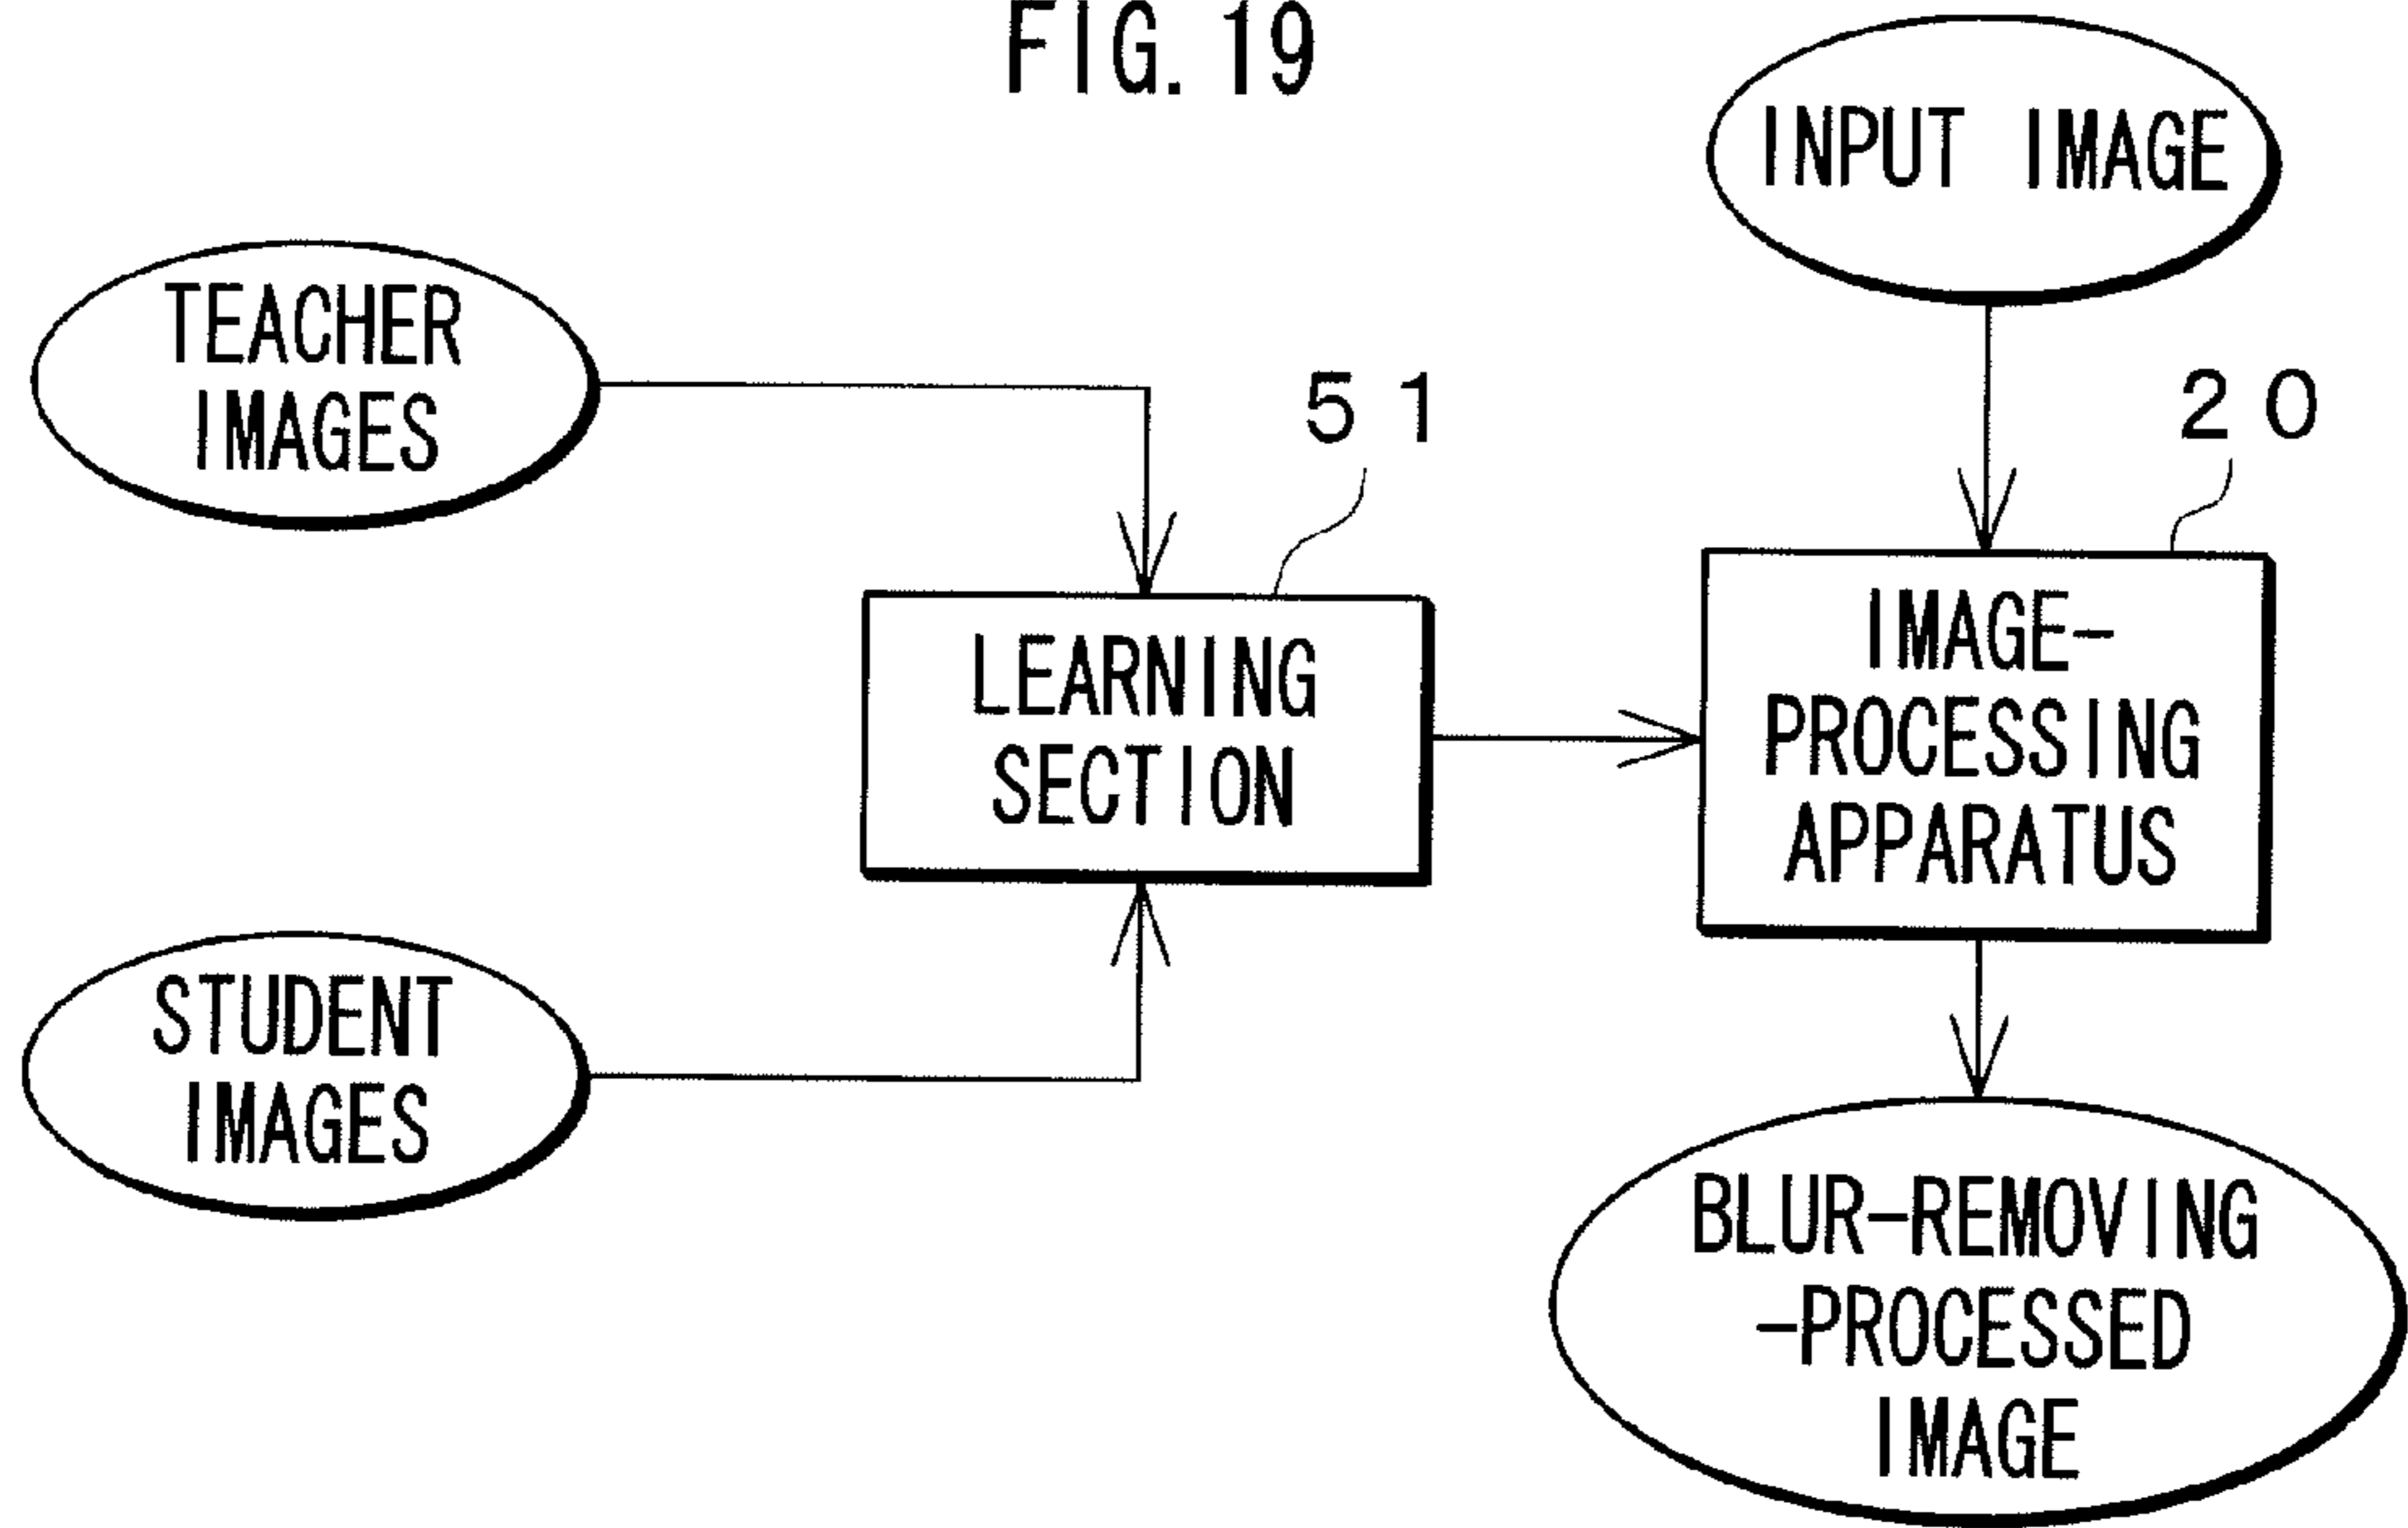 FIG. 19
INPUT IMAGE
TEACHER
IMAGES
51
20
LEARNING
SECTION
IMAGE-
PROCESSING
APPARATUS
STUDENT
IMAGES
BLUR-REMOVING
-PROCESSED
IMAGE